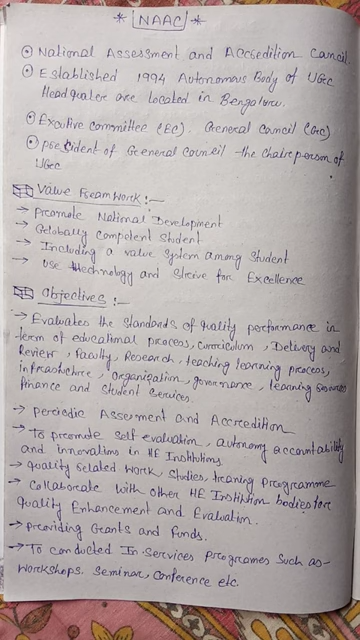 * NAAC *
National Assessment and Accredition Council.
Established 1994 Autonomous Body of UGC
Headquater are located in Bengaluru.
Excutive committee (EC). General Council (GC)
president of General Council - the chairperson of
UGC
Value Framwork :-
→ promote National Development
→ Globally Competent Student
→ Including a value System among Student
→ use technology and Strive for Excellence
Objectives :-
→ Evaluates the Standards of quality performance in
term of educational process, Curriculum, Delivery and
Review, Faculty, Research, teaching learning process,
infrastructure, organization, governance, learning resources
finance and Student Services.
→ periodic Assesment and Accredition
→ To promote self evaluation, autonomy accountability
and innovations in HE Institutions
→ quality related work, Studies, traning programme
→ Collaborate with other HE Institution bodies for
Quality Enhancement and Evaluation.
→ providing Grants and funds.
→ To conducted In-Services programes Such as-
Workshops. Seminar, Conference etc.